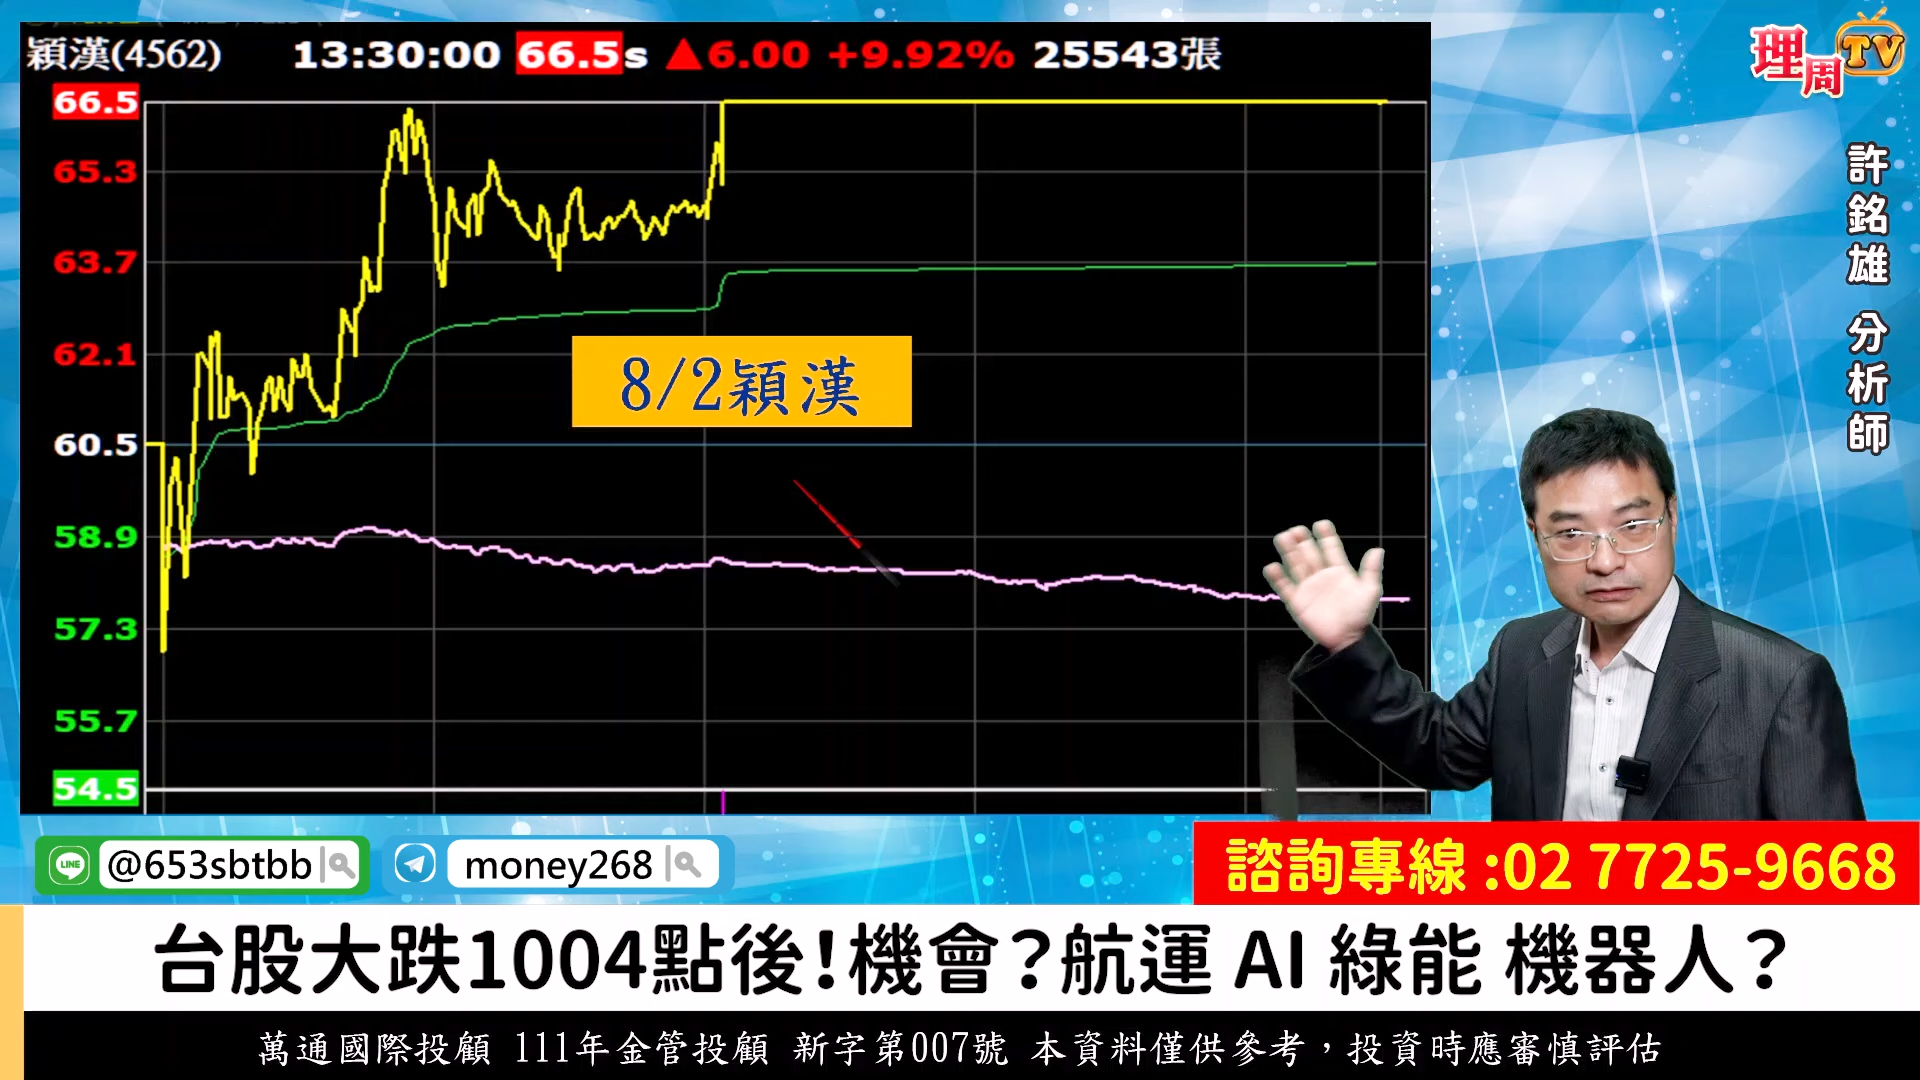 穎漢(4562) 13:30:00 66.5s ▲6.00 +9.92% 25543張
66.5
65.3
63.7
62.1
60.5
58.9
57.3
55.7
54.5
8/2穎漢
理周TV
許銘雄 分析師
LINE @653sbtbb
money268
諮詢專線:02 7725-9668
台股大跌1004點後!機會?航運 AI 綠能 機器人?
萬通國際投顧 111年金管投顧 新字第007號 本資料僅供參考，投資時應審慎評估